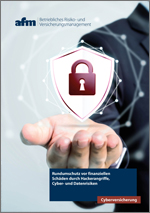 afm
Betriebliches Risiko- und
Versicherungsmanagement
Rundumschutz vor finanziellen
Schäden durch Hackerangriffe,
Cyber- und Datenrisiken
Cyberversicherung